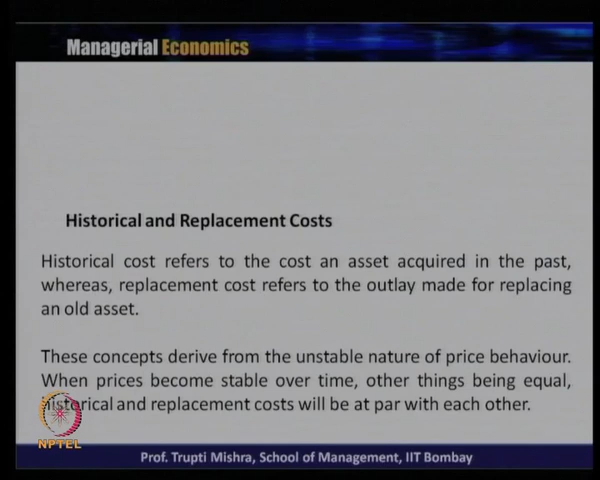 Managerial Economics
Historical and Replacement Costs
Historical cost refers to the cost an asset acquired in the past,
whereas, replacement cost refers to the outlay made for replacing
an old asset.
These concepts derive from the unstable nature of price behaviour.
When prices become stable over time, other things being equal,
historical and replacement costs will be at par with each other.
NPTEL
Prof. Trupti Mishra, School of Management, IIT Bombay